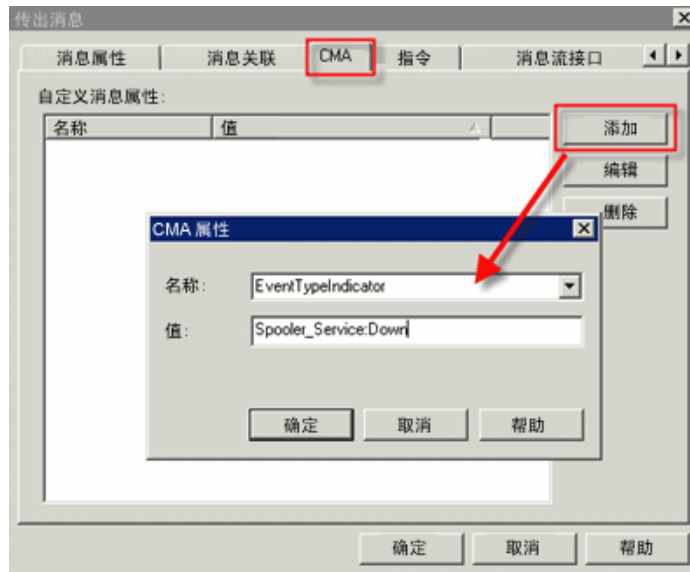 传出消息
消息属性 消息关联 CMA 指令 消息流接口
自定义消息属性:
名称 值 添加
编辑
删除
CMA 属性
名称: EventTypeIndicator
值: Spooler_Service:Down
确定 取消 帮助
确定 取消 帮助